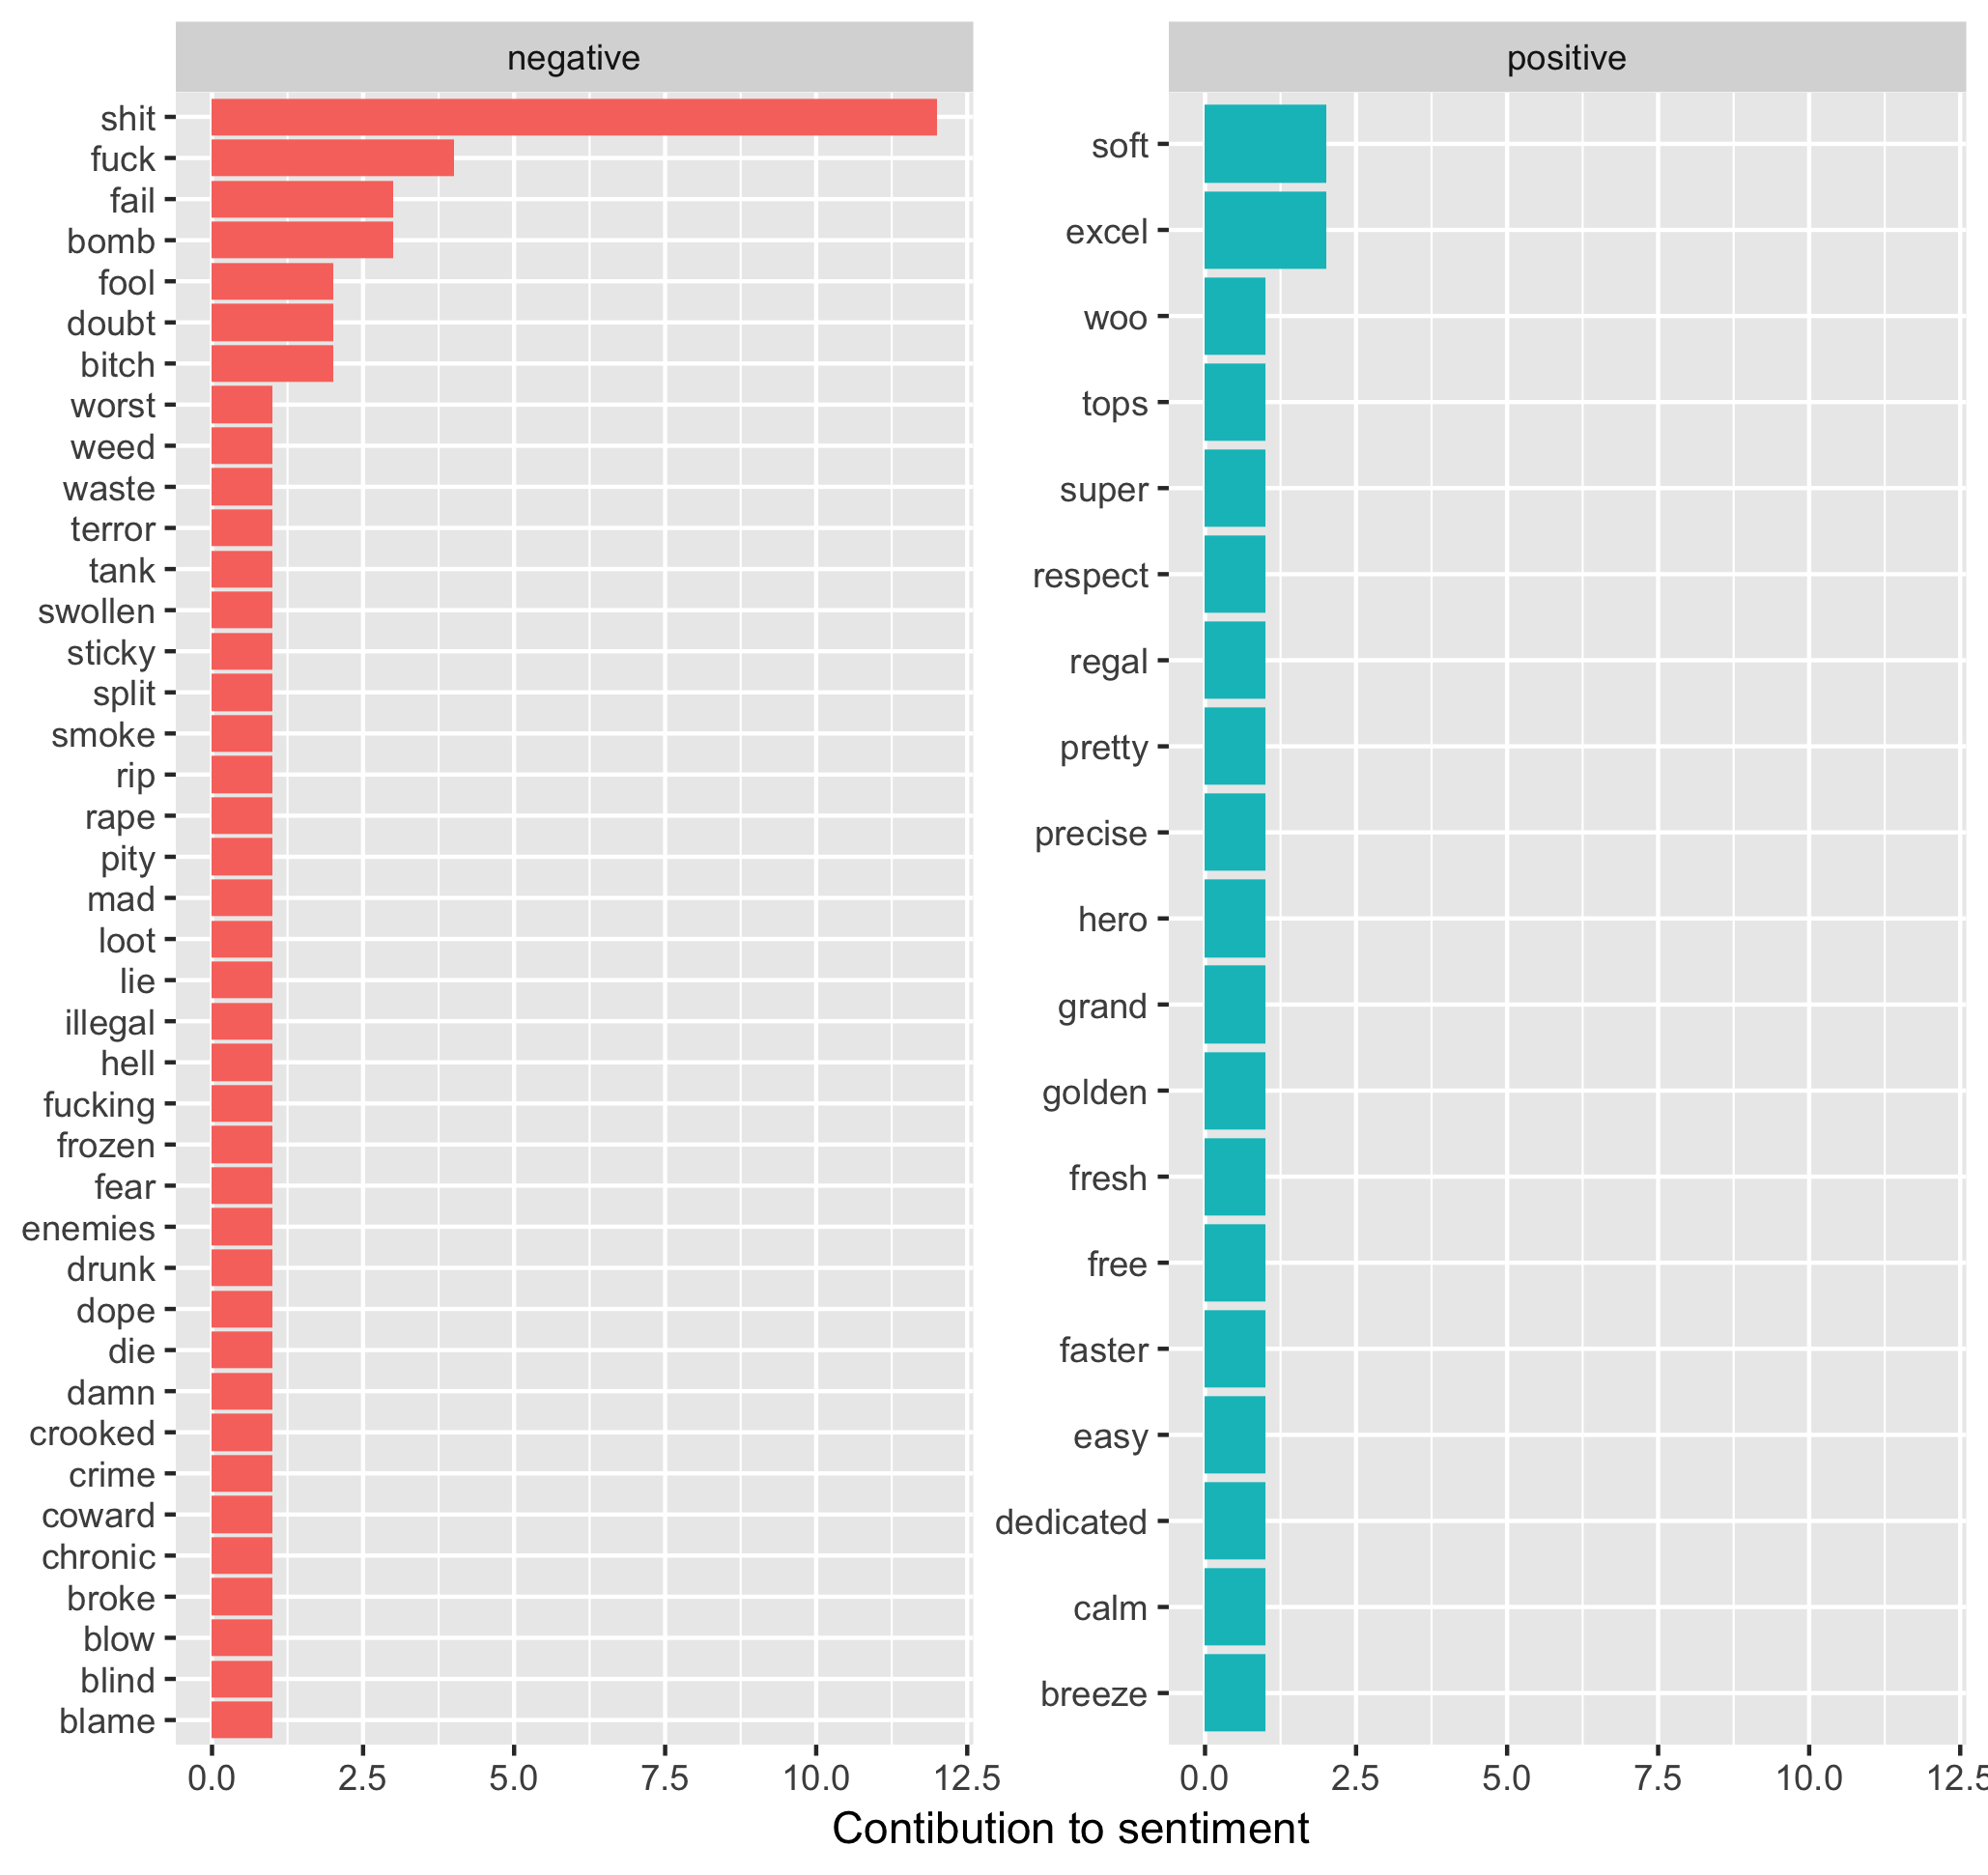 negative
shit
fuck
fail
bomb
fool
doubt
bitch
worst
weed
waste
terror
tank
swollen
sticky
split
smoke
rip
rape
pity
mad
loot
lie
illegal
hell
fucking
frozen
fear
enemies
drunk
dope
die
damn
crooked
crime
coward
chronic
broke
blow
blind
blame
0.0 2.5 5.0 7.5 10.0 12.5
positive
soft
excel
woo
tops
super
respect
regal
pretty
precise
hero
grand
golden
fresh
free
faster
easy
dedicated
calm
breeze
0.0 2.5 5.0 7.5 10.0 12.5
Contibution to sentiment